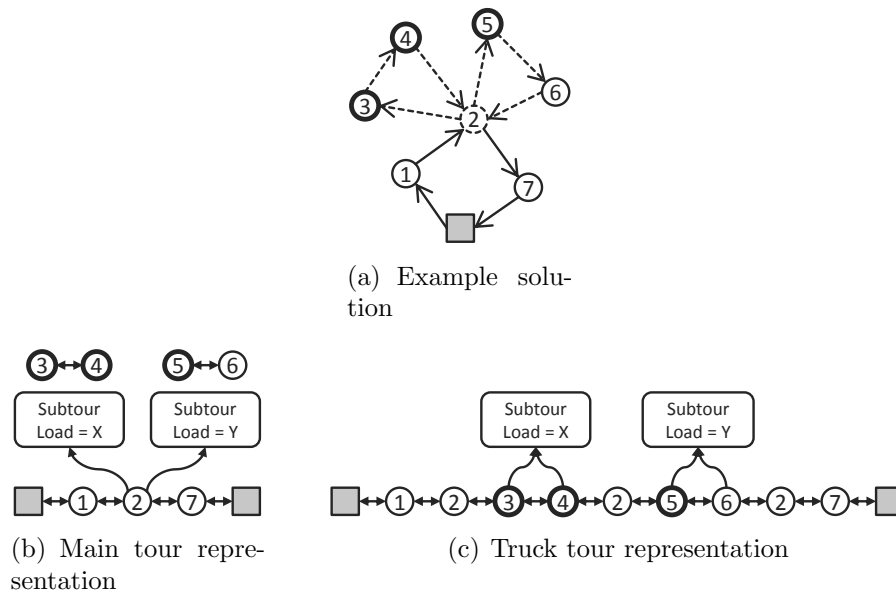 5
4
6
3
2
1
7
(a) Example solu-
tion
3 4 5 6
Subtour
Load = X
Subtour
Load = Y
1 2 7
(b) Main tour repre-
sentation
Subtour
Load = X
Subtour
Load = Y
1 2 3 4 2 5 6 2 7
(c) Truck tour representation